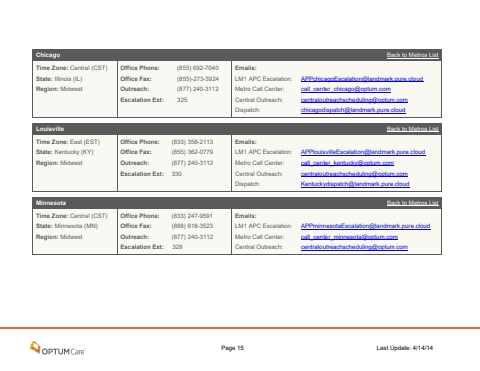 Chicago Back to Metros List
Time Zone: Central (CST) Office Phone: (855) 692-7040 Emails:
State: Illinois (IL) Office Fax: (855)-273-3924 LM1 APC Escalation: APPchicagoEscalation@landmark.pure.cloud
Region: Midwest Outreach: (877) 240-3112 Metro Call Center: call_center_chicago@optum.com
Escalation Ext: 325 Central Outreach: centraloutreachscheduling@optum.com
Dispatch: chicagodispatch@landmark.pure.cloud
Louisville Back to Metros List
Time Zone: East (EST) Office Phone: (833) 358-2113 Emails:
State: Kentucky (KY) Office Fax: (855) 362-0779 LM1 APC Escalation: APPlouisvilleEscalation@landmark.pure.cloud
Region: Midwest Outreach: (877) 240-3112 Metro Call Center: call_center_kentucky@optum.com
Escalation Ext: 330 Central Outreach: centraloutreachscheduling@optum.com
Dispatch: Kentuckydispatch@landmark.pure.cloud
Minnesota Back to Metros List
Time Zone: Central (CST) Office Phone: (833) 247-9591 Emails:
State: Minnesota (MN) Office Fax: (888) 618-3523 LM1 APC Escalation: APPminnesotaEscalation@landmark.pure.cloud
Region: Midwest Outreach: (877) 240-3112 Metro Call Center: call_center_minnesota@optum.com
Escalation Ext: 329 Central Outreach: centraloutreachscheduling@optum.com
OPTUMCare Page 15 Last Update: 4/14/14